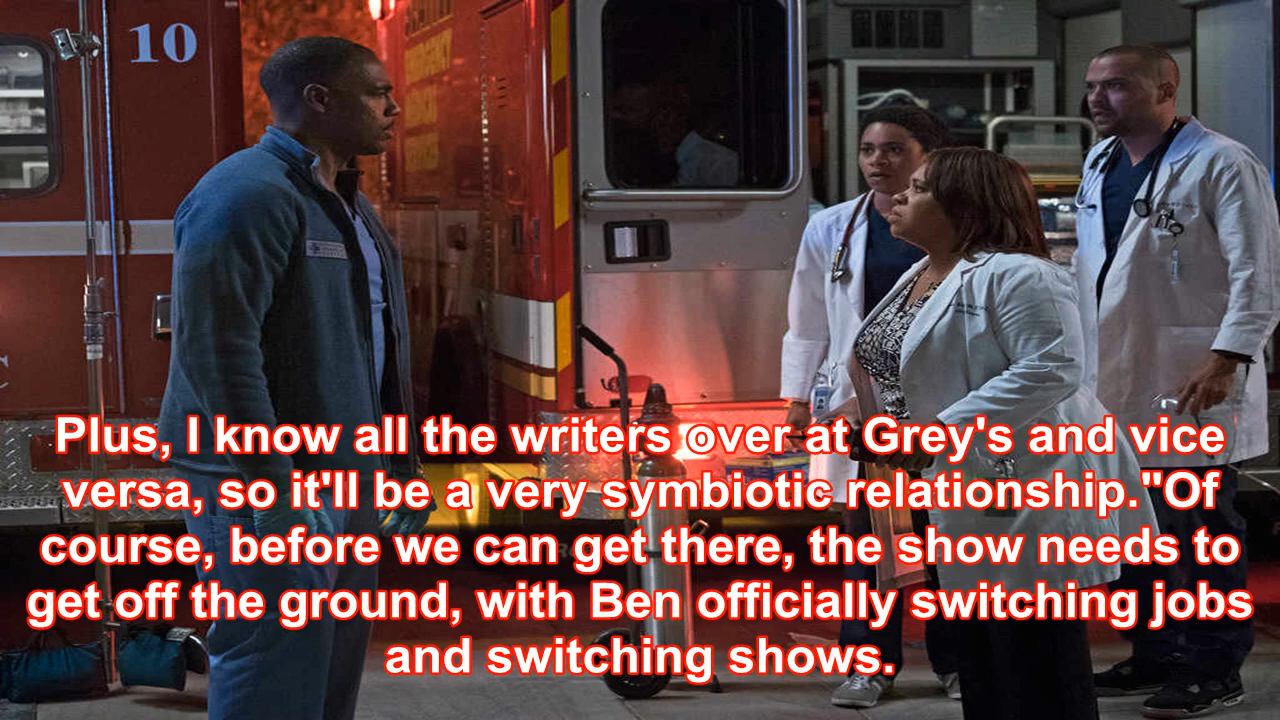 10
Plus, I know all the writers over at Grey's and vice
versa, so it'll be a very symbiotic relationship."Of
course, before we can get there, the show needs to
get off the ground, with Ben officially switching jobs
and switching shows.